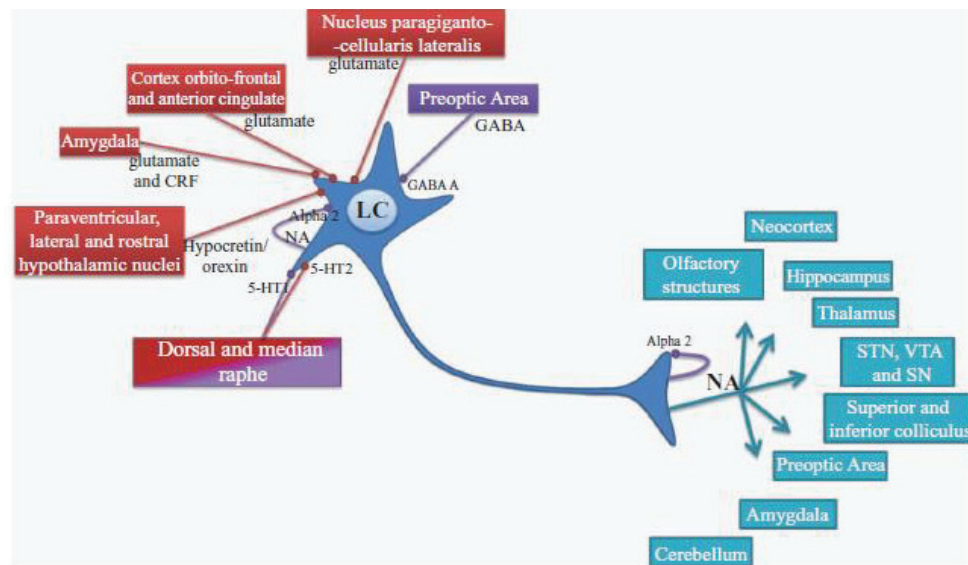 Nucleus paragiganto-
-cellularis lateralis
glutamate
Cortex orbito-frontal
and anterior cingulate
glutamate
Preoptic Area
GABA
Amygdala
glutamate
and CRF
GABA A
LC
Alpha 2
NA
Paraventricular,
lateral and rostral
hypothalamic nuclei
Hypocretin/
orexin
5-HT2
5-HT1
Dorsal and median
raphe
Neocortex
Olfactory
structures
Hippocampus
Thalamus
Alpha 2
NA
STN, VTA
and SN
Superior and
inferior colliculus
Preoptic Area
Amygdala
Cerebellum